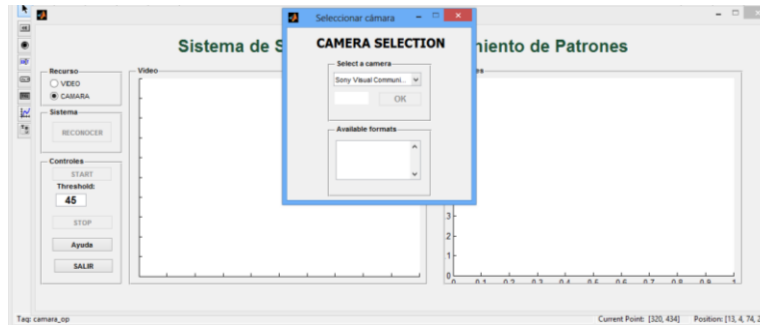 Seleccionar cámara
Sistema de S
CAMERA SELECTION
niento de Patrones
Recurso
VIDEO
CAMARA
Sistema
RECONOCER
Controles
START
Threshold:
45
STOP
Ayuda
SALIR
Video
Select a camera
Sony Visual Communi...
OK
Available formats
es
3
2
1
0
0.1 0.2 0.3 0.4 0.5 0.6 0.7 0.8 0.9 1
Tag: camara_op
Current Point: [320, 434] Position: [13, 4, 74, 2